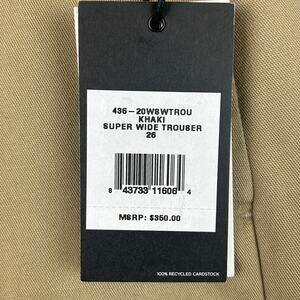 436-20WSWTROU
KHAKI
SUPER WIDE TROUSER
26
8 43733 11606 4
MSRP: $350.00
100% RECYCLED CARDSTOCK